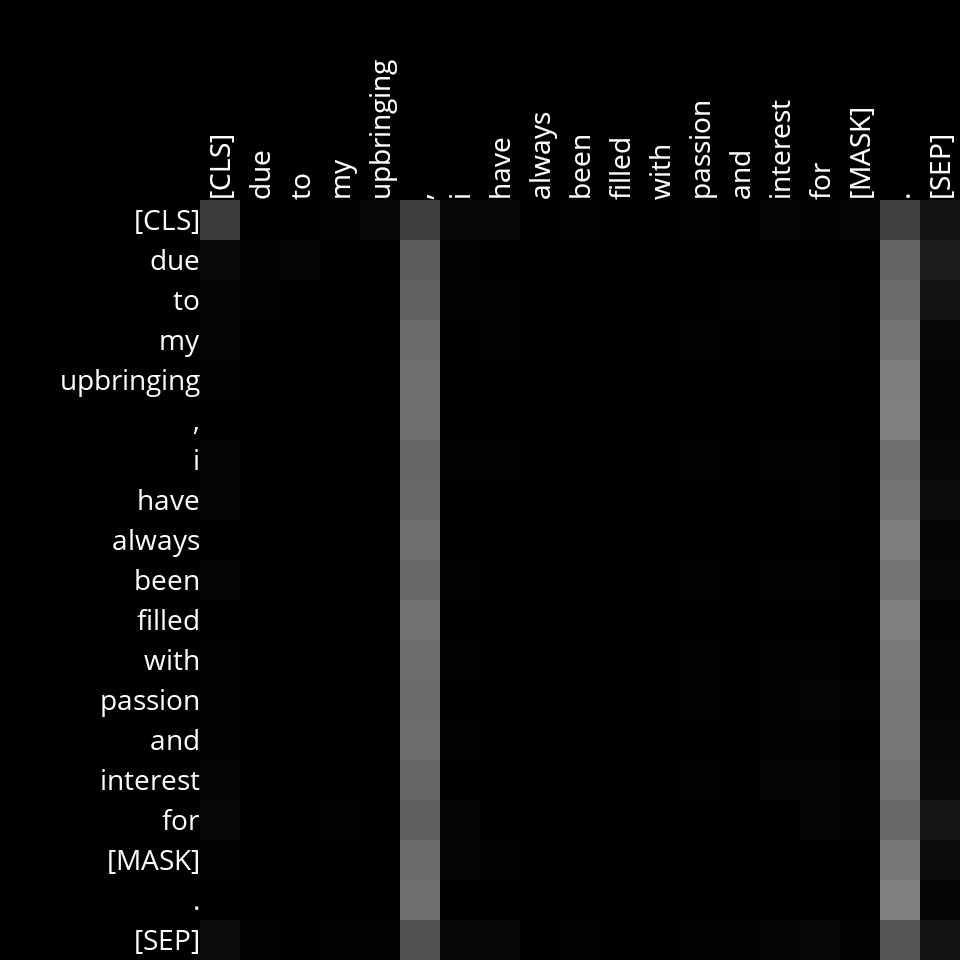 [CLS] due to my upbringing , i have always been filled with passion and interest for [MASK] . [SEP]
[CLS]
due
to
my
upbringing
,
i
have
always
been
filled
with
passion
and
interest
for
[MASK]
.
[SEP]